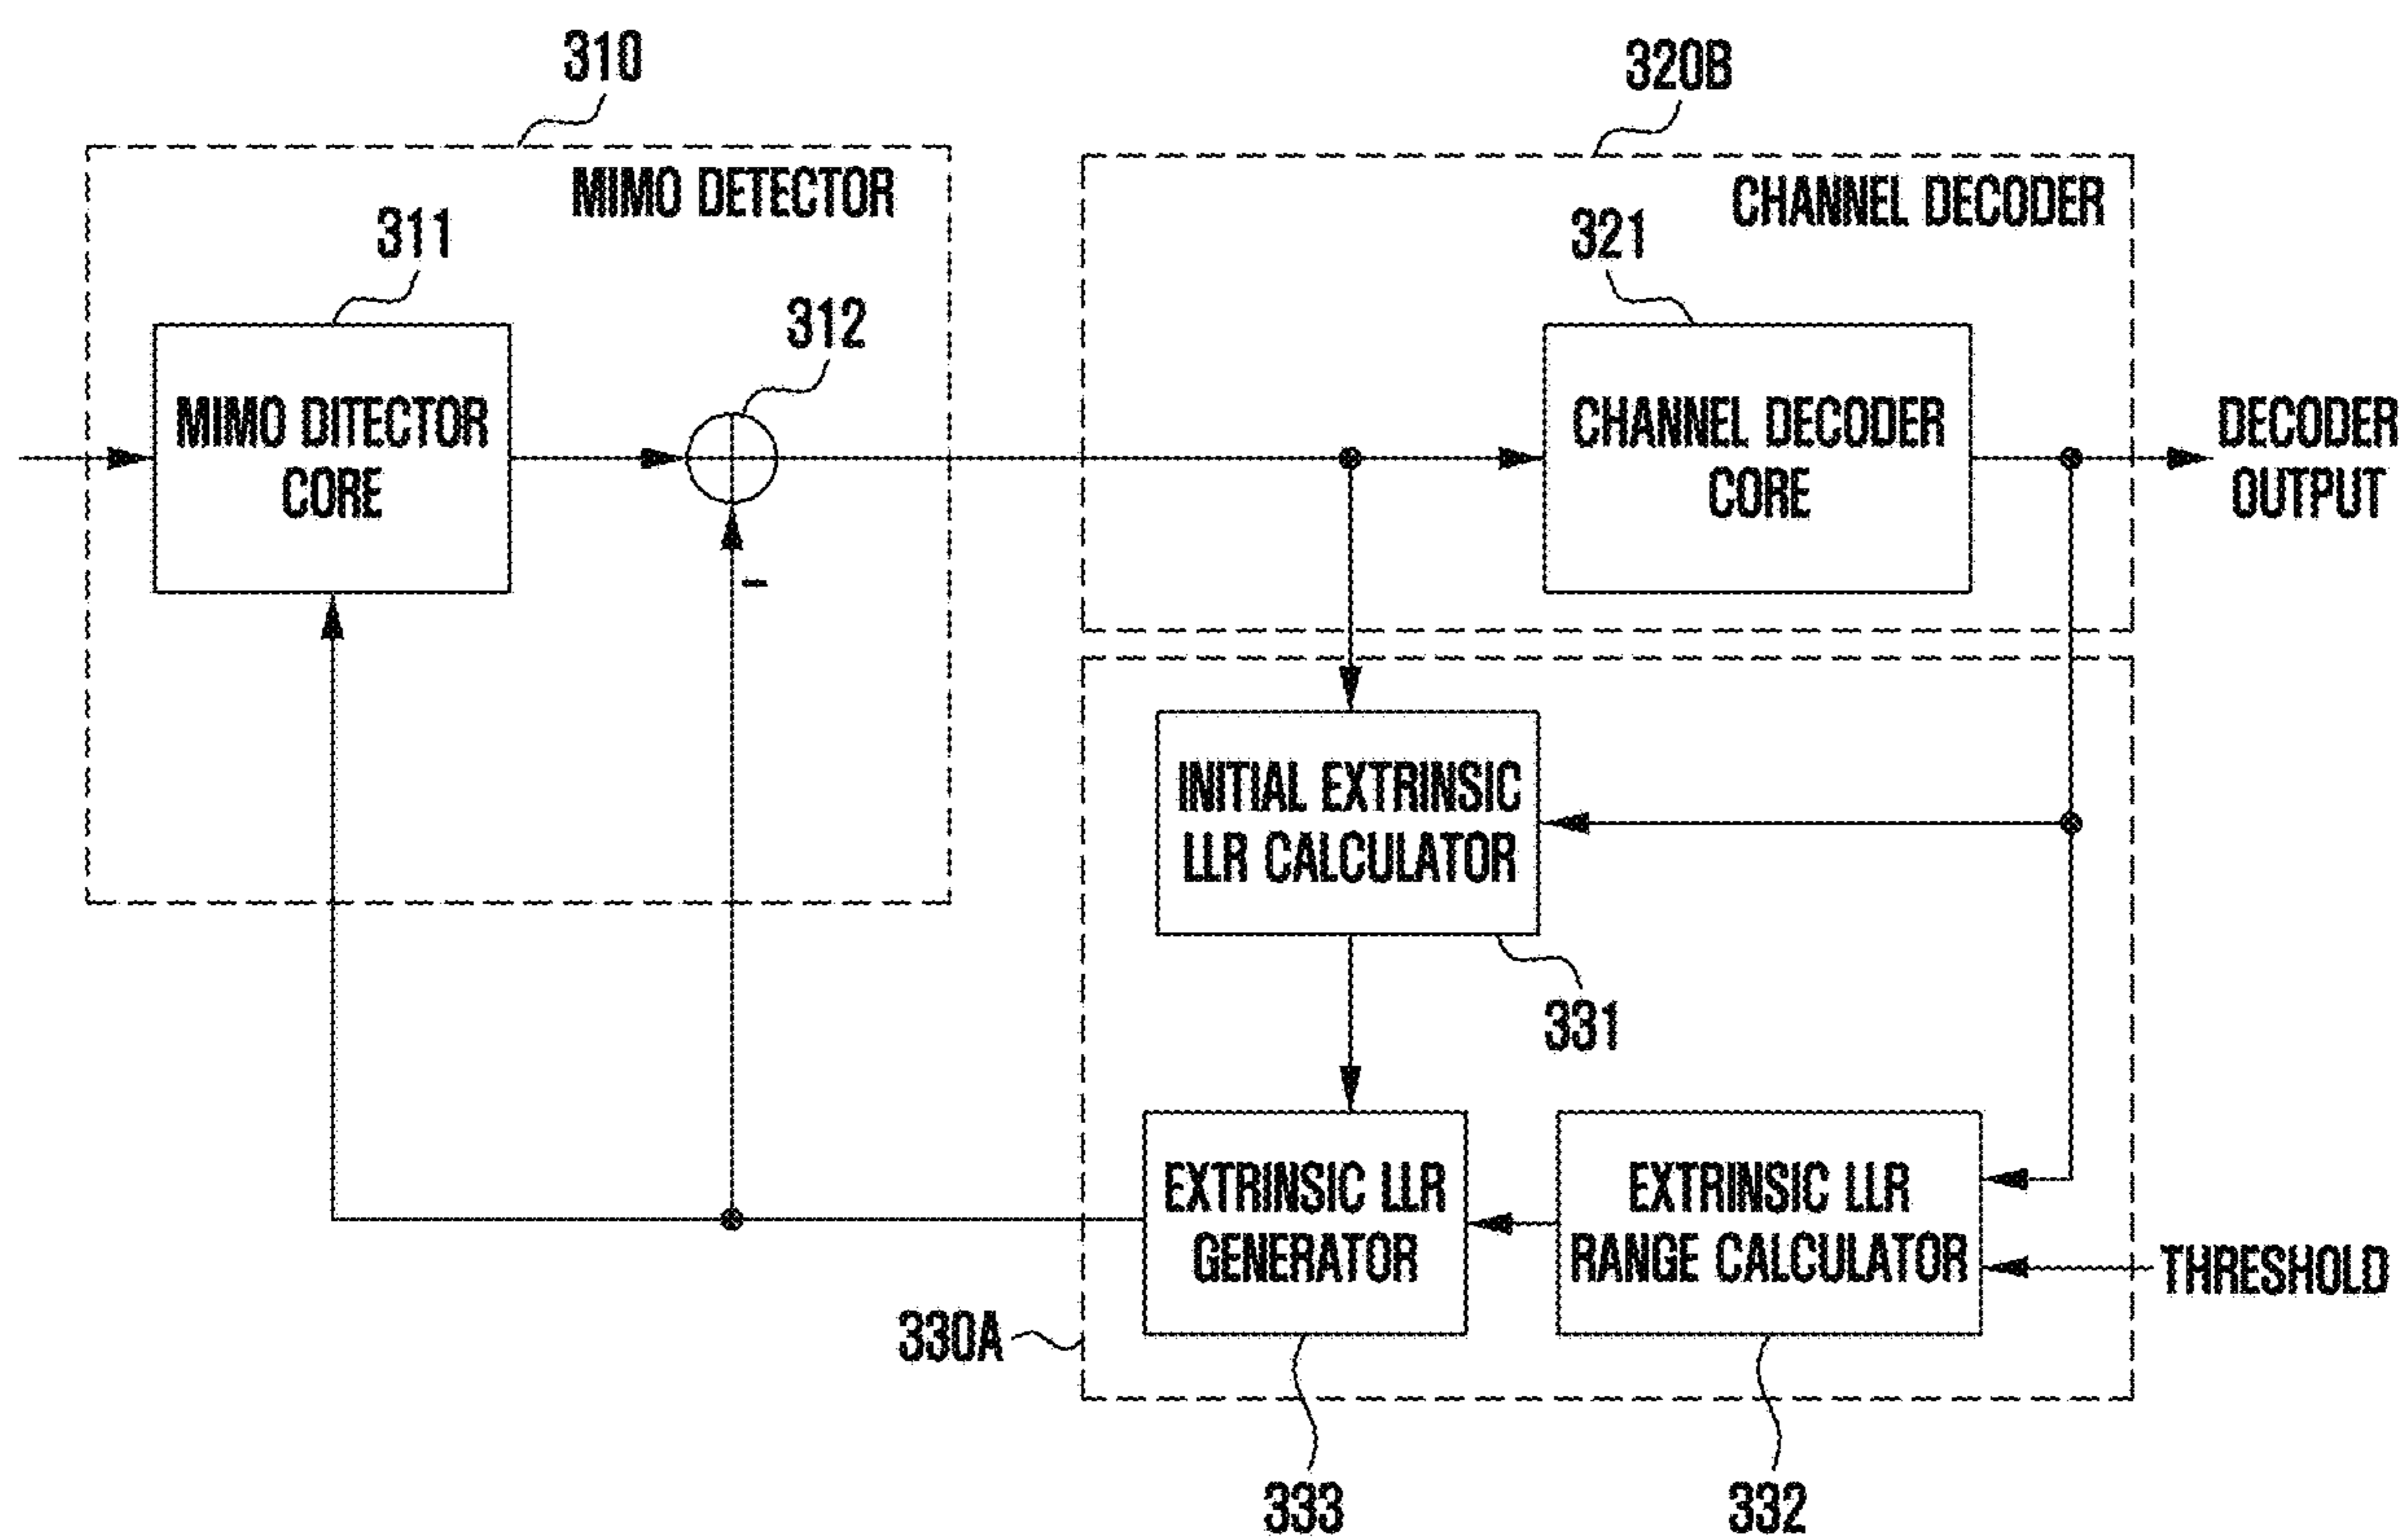 310
320B
MIMO DETECTOR
CHANNEL DECODER
311
321
312
MIMO DITECTOR
CORE
CHANNEL DECODER
CORE
DECODER
OUTPUT
-
INITIAL EXTRINSIC
LLR CALCULATOR
331
EXTRINSIC LLR
GENERATOR
EXTRINSIC LLR
RANGE CALCULATOR
THRESHOLD
330A
333
332